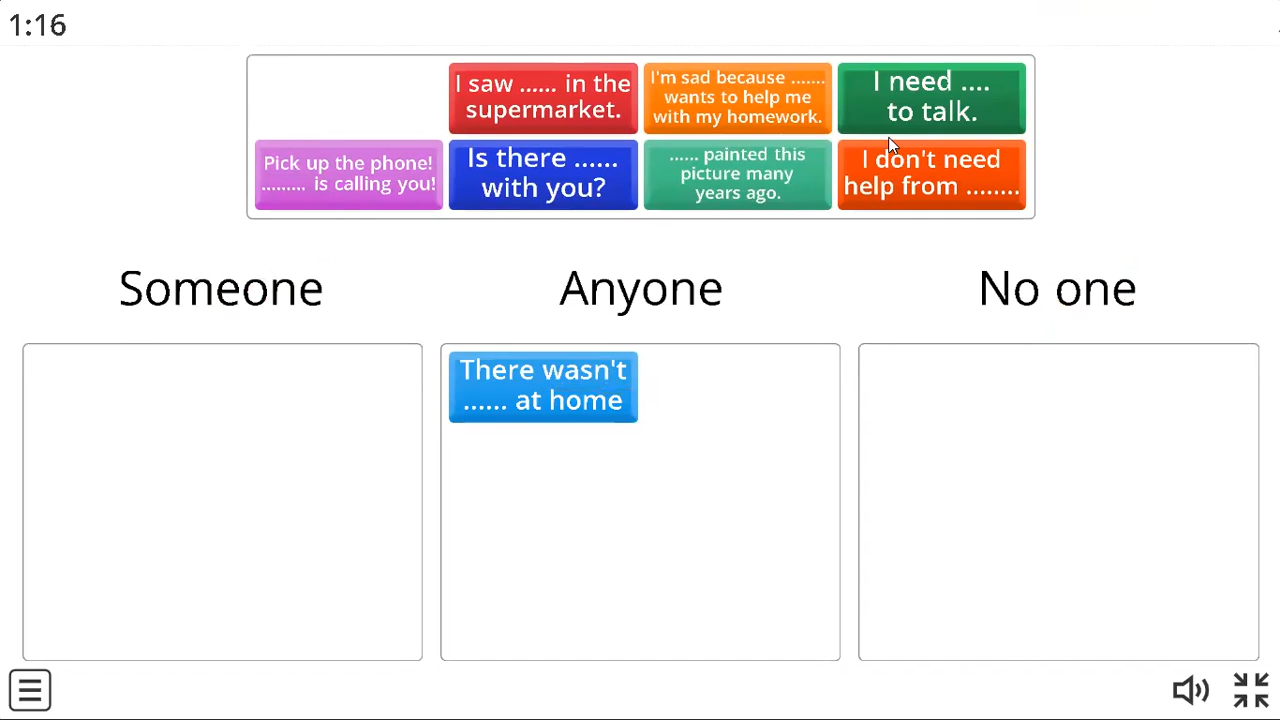 1:16
I saw ...... in the
supermarket.
I'm sad because .......
wants to help me
with my homework.
I need ....
to talk.
Pick up the phone!
......... is calling you!
Is there ......
with you?
...... painted this
picture many
years ago.
I don't need
help from ........
Someone
Anyone
No one
There wasn't
...... at home